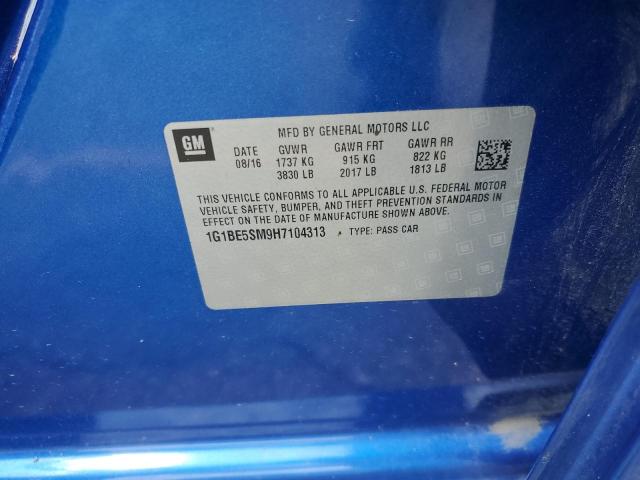 MFD BY GENERAL MOTORS LLC
GM
DATE GVWR GAWR FRT GAWR RR
08/16 1737 KG 915 KG 822 KG
3830 LB 2017 LB 1813 LB
THIS VEHICLE CONFORMS TO ALL APPLICABLE U.S. FEDERAL MOTOR
VEHICLE SAFETY, BUMPER, AND THEFT PREVENTION STANDARDS IN
EFFECT ON THE DATE OF MANUFACTURE SHOWN ABOVE.
1G1BE5SM9H7104313 TYPE: PASS CAR